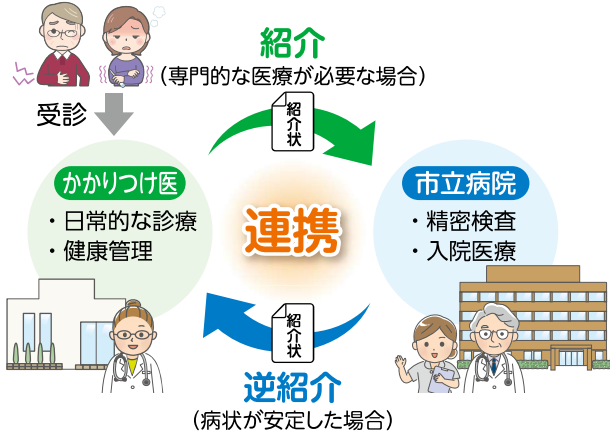 紹介
（専門的な医療が必要な場合）
受診
紹介状
かかりつけ医
・日常的な診療
・健康管理
連携
市立病院
・精密検査
・入院医療
紹介状
逆紹介
（病状が安定した場合）